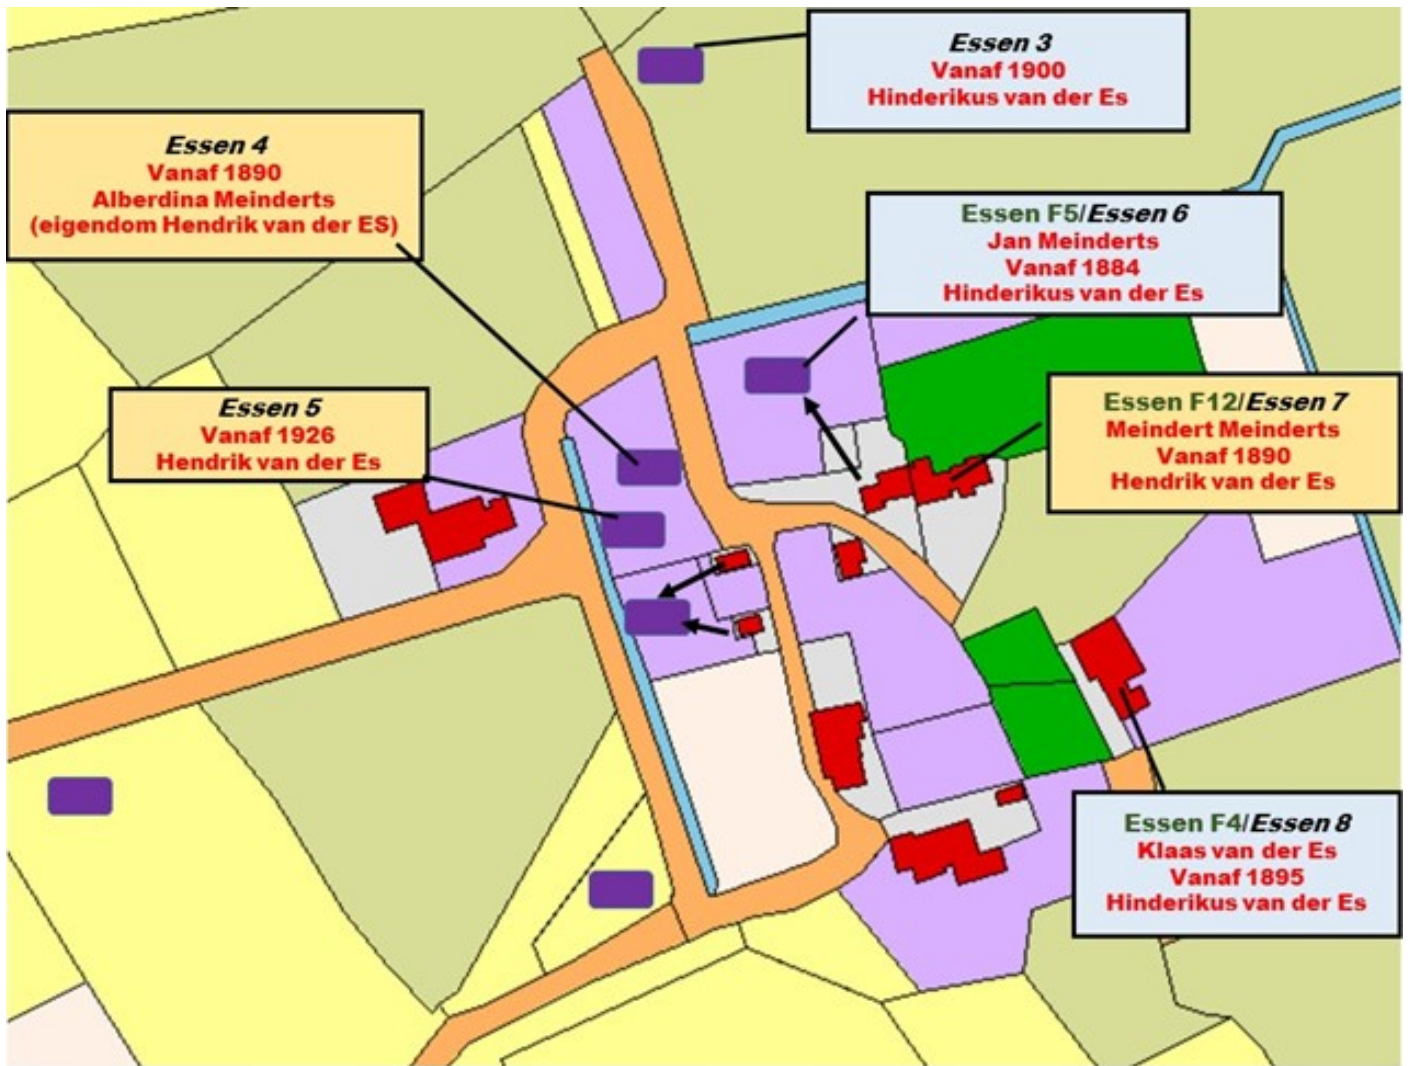 Essen 3
Vanaf 1900
Hinderikus van der Es
Essen 4
Vanaf 1890
Alberdina Meinderts
(eigendom Hendrik van der ES)
Essen F5/Essen 6
Jan Meinderts
Vanaf 1884
Hinderikus van der Es
Essen 5
Vanaf 1926
Hendrik van der Es
Essen F12/Essen 7
Meindert Meinderts
Vanaf 1890
Hendrik van der Es
Essen F4/Essen 8
Klaas van der Es
Vanaf 1895
Hinderikus van der Es